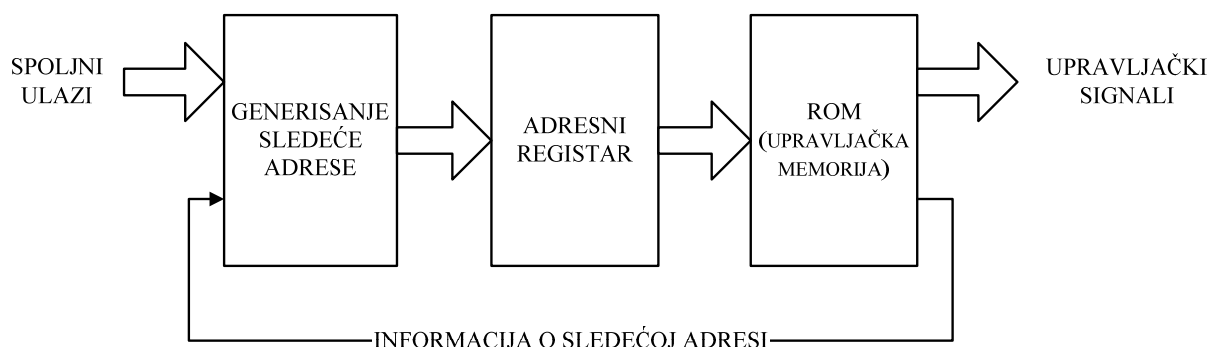 SPOLJNI
ULAZI
GENERISANJE
SLEDEĆE
ADRESE
ADRESNI
REGISTAR
ROM
(UPRAVLJAČKA
MEMORIJA)
UPRAVLJAČKI
SIGNALI
INFORMACIJA O SLEDEĆOJ ADRESI